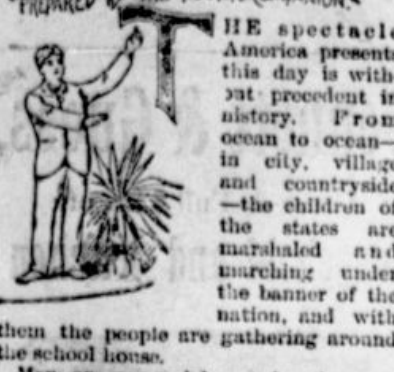 PREPARED
THE spectacle
America presents
this day is with
out precedent in
history. From
ocean to ocean—
in city, village
and countryside
—the children of
the states are
marshaled and
marching under
the banner of the
nation, and with
them the people are gathering around
the school house.